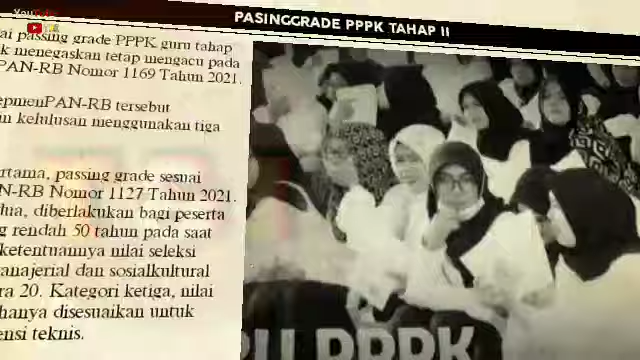 YouTube
PASINGGRADE PPPK TAHAP II
ai passing grade PPPK guru tahap
k menegaskan tetap mengacu pada
PAN-RB Nomor 1169 Tahun 2021.
epmenPAN-RB tersebut
n kelulusan menggunakan tiga
rtama, passing grade sesuai
N-RB Nomor 1127 Tahun 2021.
dua, diberlakukan bagi peserta
g rendah 50 tahun pada saat
ketentuannya nilai seleksi
anajerial dan sosialkultural
ra 20. Kategori ketiga, nilai
hanya disesuaikan untuk
ensi teknis.
PPPK